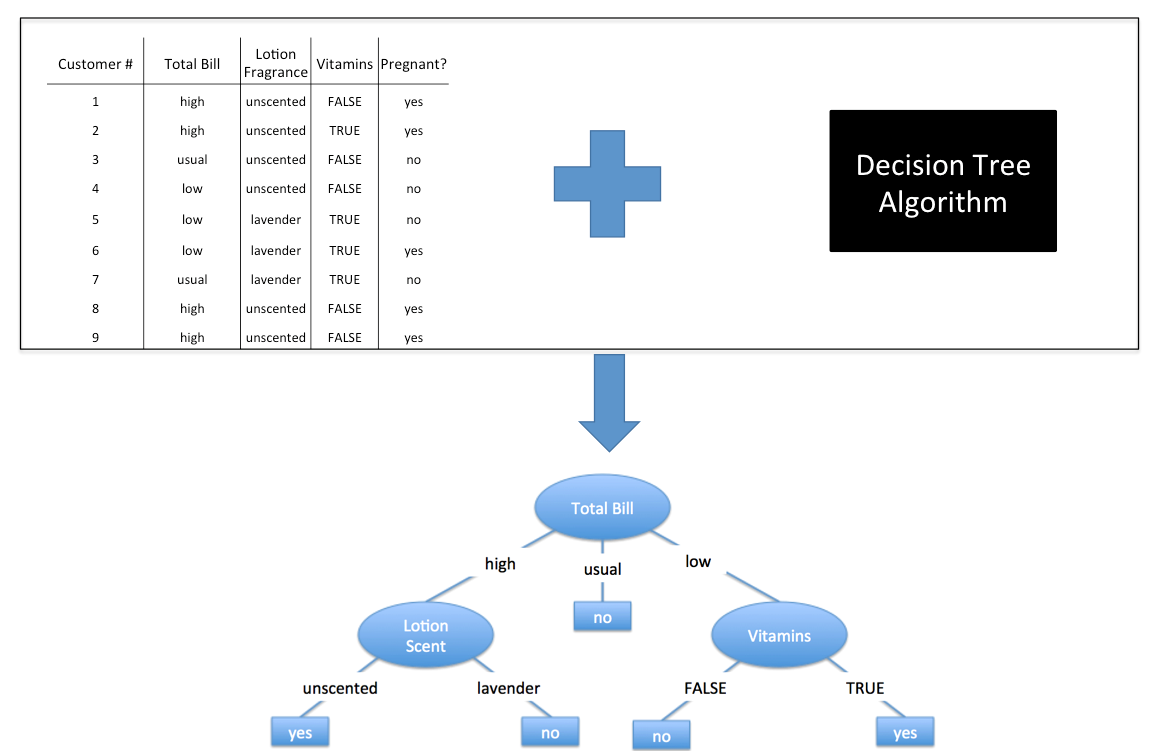 Customer # Total Bill Lotion Fragrance Vitamins Pregnant?
1 high unscented FALSE yes
2 high unscented TRUE yes
3 usual unscented FALSE no
4 low unscented FALSE no
5 low lavender TRUE no
6 low lavender TRUE yes
7 usual lavender TRUE no
8 high unscented FALSE yes
9 high unscented FALSE yes
Decision Tree
Algorithm
Total Bill
high
usual
low
Lotion
Scent
no
Vitamins
unscented
lavender
FALSE
TRUE
yes
no
no
yes